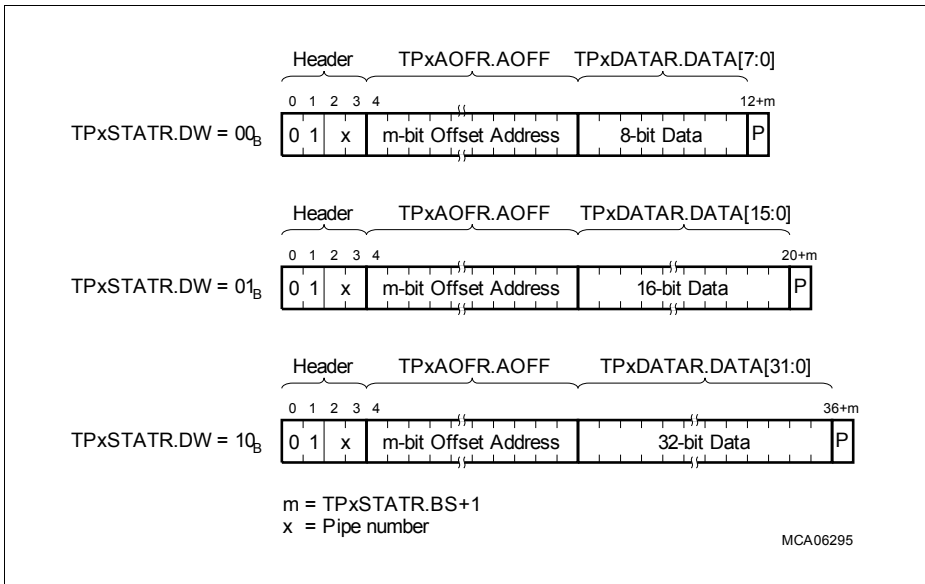 Header TPxAOFR.AOFF TPxDATAR.DATA[7:0]
0 1 2 3 4 12+m
TPxSTATR.DW = 00B 0 1 x m-bit Offset Address 8-bit Data P
Header TPxAOFR.AOFF TPxDATAR.DATA[15:0]
0 1 2 3 4 20+m
TPxSTATR.DW = 01B 0 1 x m-bit Offset Address 16-bit Data P
Header TPxAOFR.AOFF TPxDATAR.DATA[31:0]
0 1 2 3 4 36+m
TPxSTATR.DW = 10B 0 1 x m-bit Offset Address 32-bit Data P
m = TPxSTATR.BS+1
x = Pipe number
MCA06295